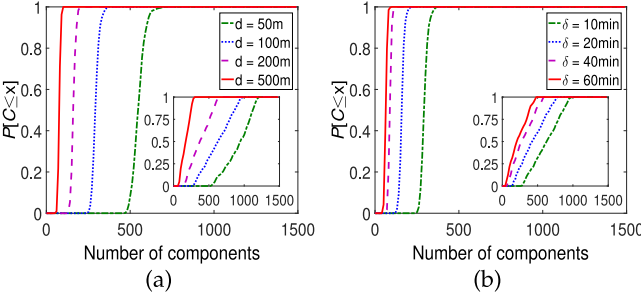 1
0.8
0.6
0.4
0.2
0
P[C≤x]
d = 50m
d = 100m
d = 200m
d = 500m
1
0.75
0.5
0.25
0
0 500 1000 1500
0 500 1000 1500
Number of components
(a)
1
0.8
0.6
0.4
0.2
0
P[C≤x]
δ = 10min
δ = 20min
δ = 40min
δ = 60min
1
0.75
0.5
0.25
0
0 500 1000 1500
0 500 1000 1500
Number of components
(b)